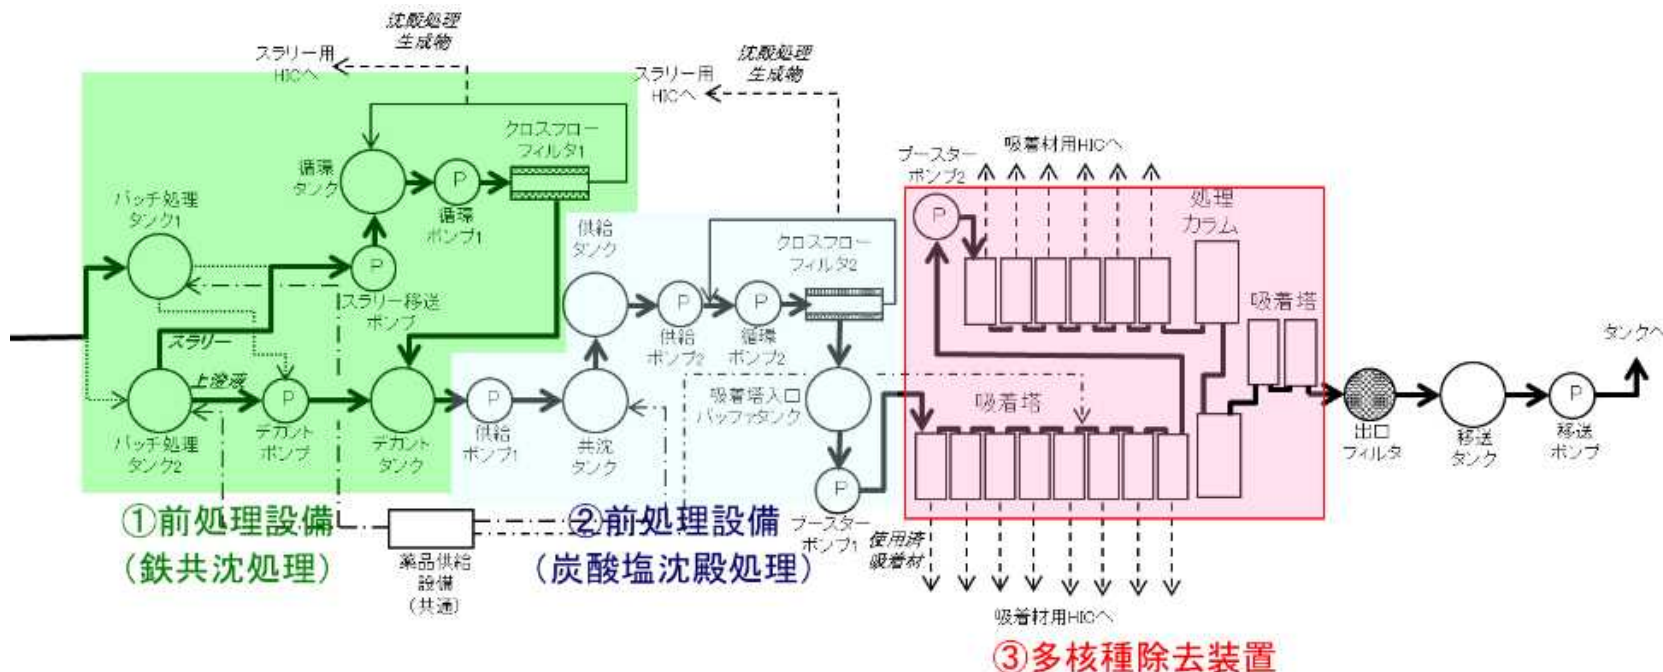 沈殿処理
生成物
スラリー用
HICへ
沈殿処理
生成物
スラリー用
HICへ
クロスフロー
フィルタ1
循環
タンク
P
循環
ポンプ1
バッチ処理
タンク1
P
スラリー移送
ポンプ
スラリー
上澄液
バッチ処理
タンク2
P
デカント
ポンプ
デカント
タンク
供給
タンク
クロスフロー
フィルタ2
P
供給
ポンプ2
P
循環
ポンプ2
P
供給
ポンプ1
共沈
タンク
吸着塔入口
バッファタンク
P
ブースター
ポンプ1
ブースター
ポンプ2
P
吸着材用HICへ
処理
カラム
吸着塔
吸着塔
使用済
吸着材
吸着材用HICへ
出口
フィルタ
移送
タンク
P
移送
ポンプ
タンクへ
①前処理設備
(鉄共沈処理)
薬品供給
設備
(共通)
②前処理設備
(炭酸塩沈殿処理)
③多核種除去装置